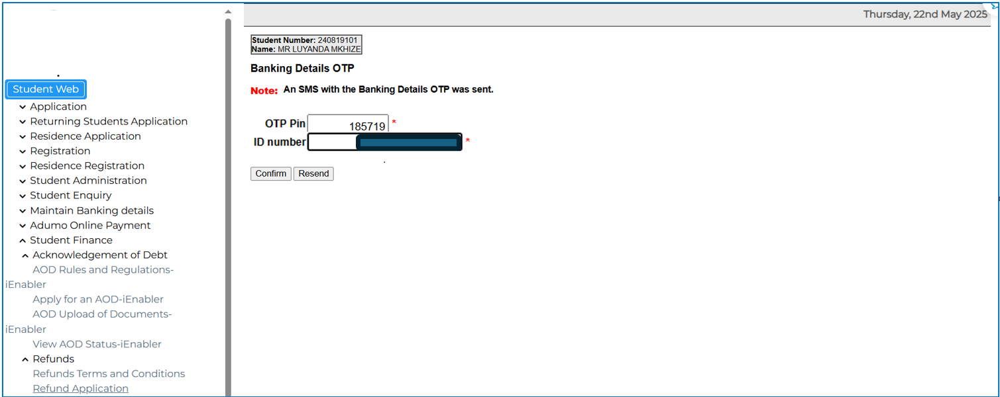 Thursday, 22nd May 2025
Student Number: 240819101
Name: MR LUYANDA MKHIZE
Banking Details OTP
Note: An SMS with the Banking Details OTP was sent.
OTP Pin 185719 *
ID number *
Confirm Resend
Student Web
Application
Returning Students Application
Residence Application
Registration
Residence Registration
Student Administration
Student Enquiry
Maintain Banking details
Adumo Online Payment
Student Finance
Acknowledgement of Debt
AOD Rules and Regulations-
iEnabler
Apply for an AOD-iEnabler
AOD Upload of Documents-
iEnabler
View AOD Status-iEnabler
Refunds
Refunds Terms and Conditions
Refund Application